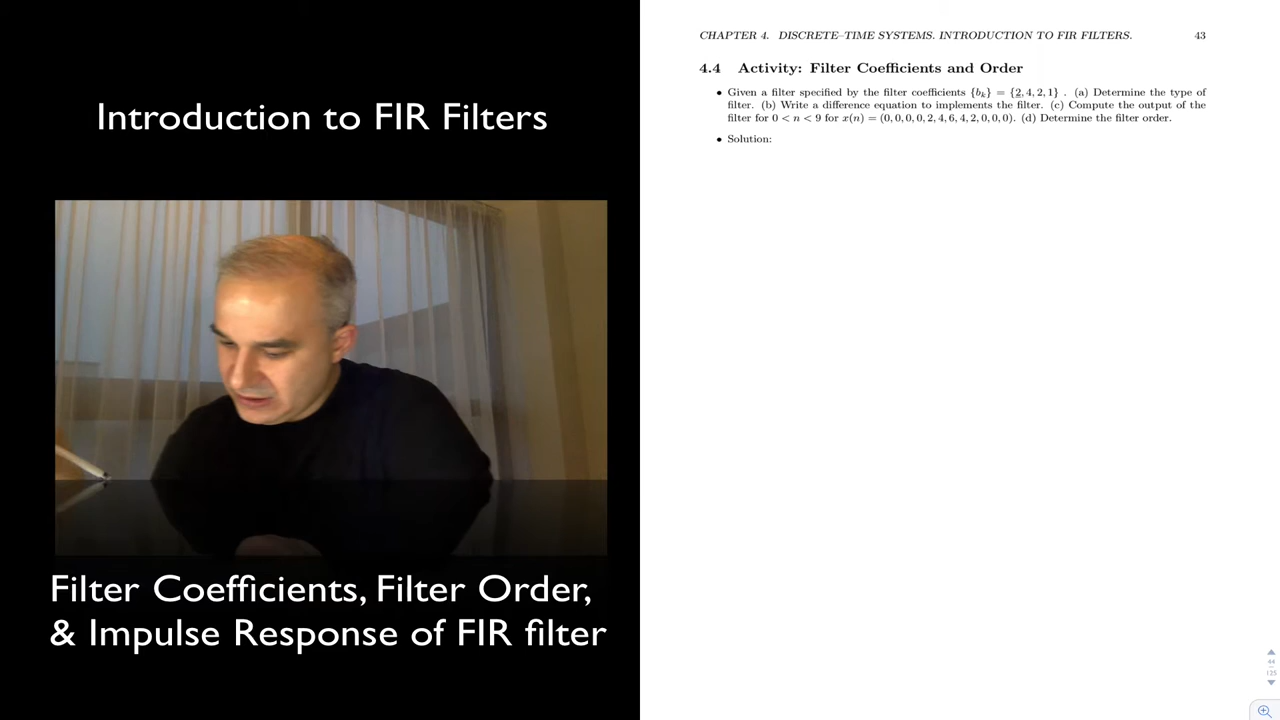 Introduction to FIR Filters
Filter Coefficients, Filter Order,
& Impulse Response of FIR filter
CHAPTER 4. DISCRETE–TIME SYSTEMS. INTRODUCTION TO FIR FILTERS. 43
4.4 Activity: Filter Coefficients and Order
• Given a filter specified by the filter coefficients {bₖ} = {2,4,2,1} . (a) Determine the type of
filter. (b) Write a difference equation to implements the filter. (c) Compute the output of the
filter for 0 < n < 9 for x(n) = (0,0,0,0,2,4,6,4,2,0,0,0). (d) Determine the filter order.
• Solution:
44
125